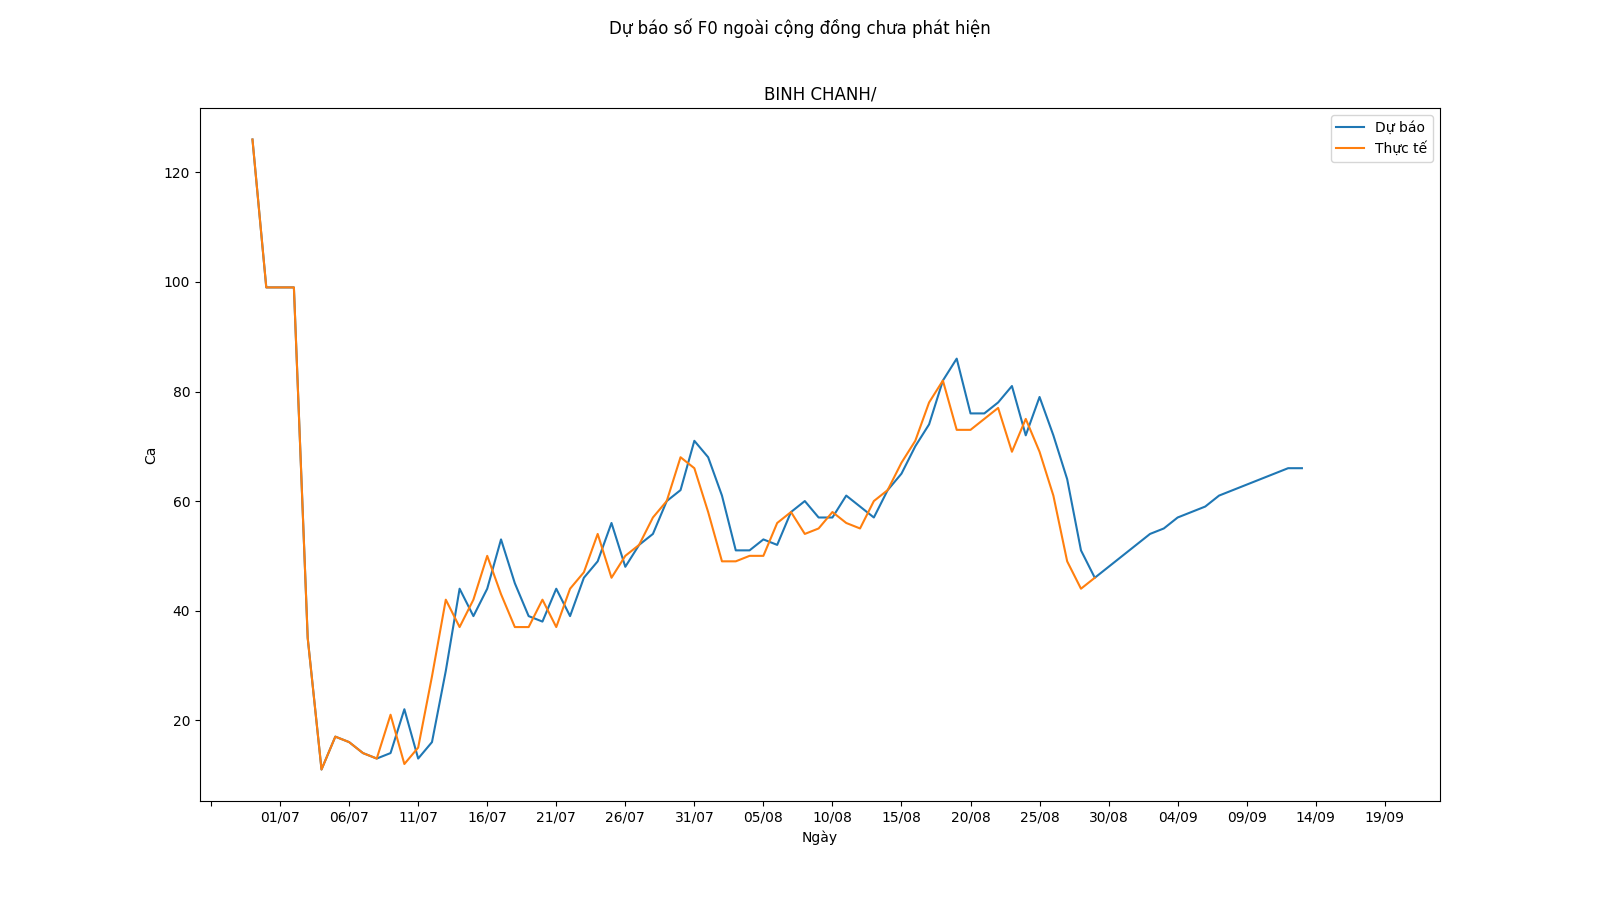 Dự báo số F0 ngoài cộng đồng chưa phát hiện
BINH CHANH/
Dự báo
Thực tế
120
100
80
60
40
20
Ca
01/07 06/07 11/07 16/07 21/07 26/07 31/07 05/08 10/08 15/08 20/08 25/08 30/08 04/09 09/09 14/09 19/09
Ngày